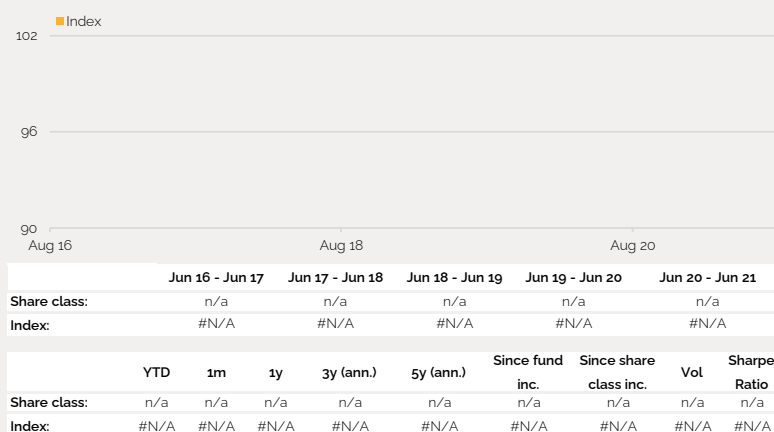 Index
102
96
90
Aug 16 Aug 18 Aug 20
Jun 16 - Jun 17 Jun 17 - Jun 18 Jun 18 - Jun 19 Jun 19 - Jun 20 Jun 20 - Jun 21
Share class: n/a n/a n/a n/a n/a
Index: #N/A #N/A #N/A #N/A #N/A
YTD 1m 1y 3y (ann.) 5y (ann.) Since fund inc. Since share class inc. Vol Sharpe Ratio
Share class: n/a n/a n/a n/a n/a n/a n/a n/a n/a
Index: #N/A #N/A #N/A #N/A #N/A #N/A #N/A #N/A #N/A